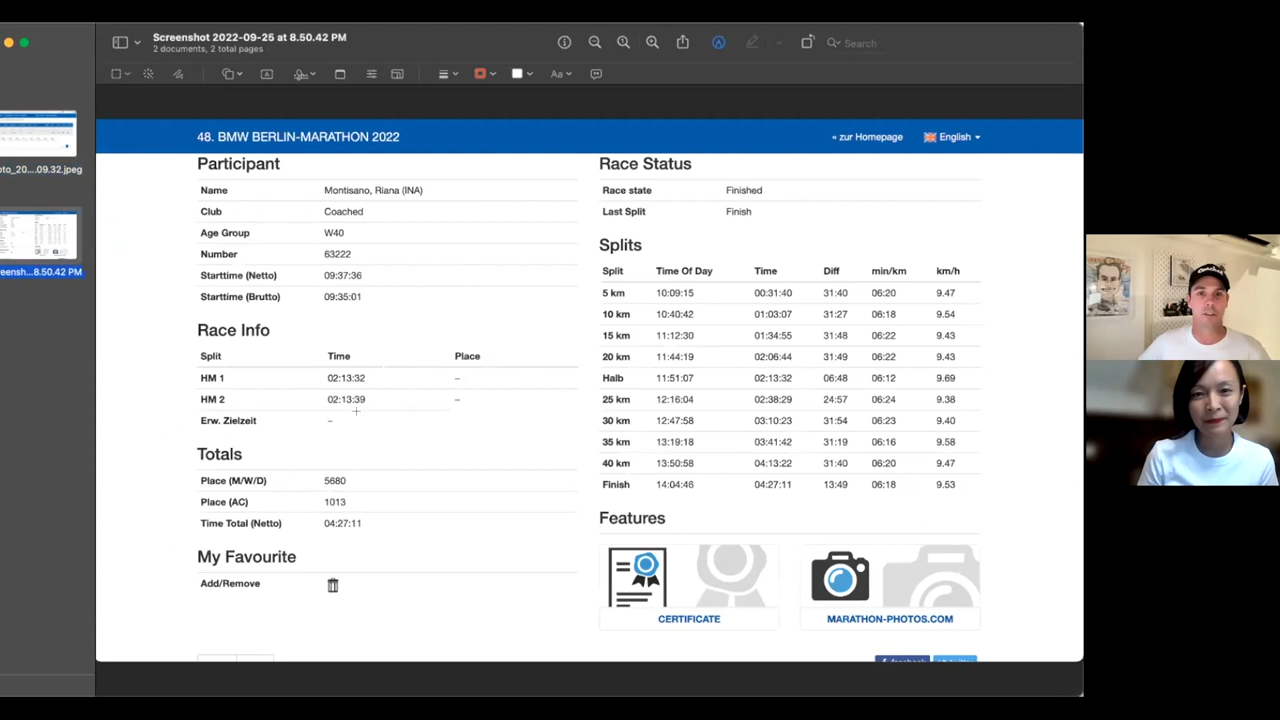 Screenshot 2022-09-25 at 8.50.42 PM
2 documents, 2 total pages
Search
Aa
48. BMW BERLIN-MARATHON 2022
« zur Homepage
English
oto_20....09.32.jpeg
reensh...8.50.42 PM
Participant
Name Montisano, Riana (INA)
Club Coached
Age Group W40
Number 63222
Starttime (Netto) 09:37:36
Starttime (Brutto) 09:35:01
Race Info
Split Time Place
HM 1 02:13:32 –
HM 2 02:13:39 –
Erw. Zielzeit –
Totals
Place (M/W/D) 5680
Place (AC) 1013
Time Total (Netto) 04:27:11
My Favourite
Add/Remove
Race Status
Race state Finished
Last Split Finish
Splits
Split Time Of Day Time Diff min/km km/h
5 km 10:09:15 00:31:40 31:40 06:20 9.47
10 km 10:40:42 01:03:07 31:27 06:18 9.54
15 km 11:12:30 01:34:55 31:48 06:22 9.43
20 km 11:44:19 02:06:44 31:49 06:22 9.43
Halb 11:51:07 02:13:32 06:48 06:12 9.69
25 km 12:16:04 02:38:29 24:57 06:24 9.38
30 km 12:47:58 03:10:23 31:54 06:23 9.40
35 km 13:19:18 03:41:42 31:19 06:16 9.58
40 km 13:50:58 04:13:22 31:40 06:20 9.47
Finish 14:04:46 04:27:11 13:49 06:18 9.53
Features
CERTIFICATE
MARATHON-PHOTOS.COM